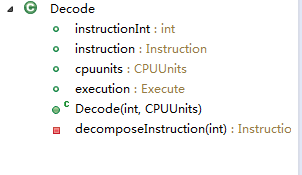 Decode
instructionInt : int
instruction : Instruction
cpuunits : CPUUnits
execution : Execute
C Decode(int, CPUUnits)
decomposeInstruction(int) : Instructio